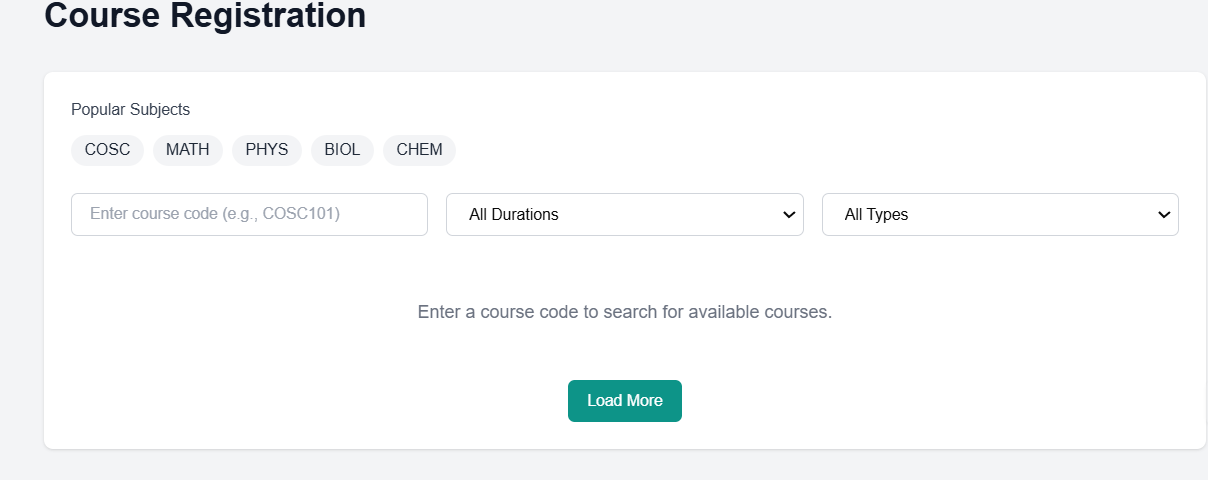 Course Registration
Popular Subjects
COSC MATH PHYS BIOL CHEM
Enter course code (e.g., COSC101) All Durations All Types
Enter a course code to search for available courses.
Load More